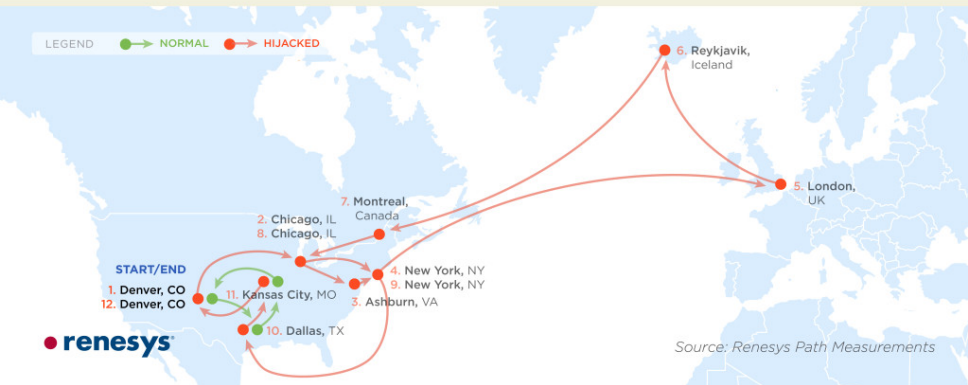 LEGEND
NORMAL
HIJACKED
6. Reykjavik,
Iceland
7. Montreal,
Canada
5. London,
UK
2. Chicago, IL
8. Chicago, IL
START/END
1. Denver, CO
12. Denver, CO
4. New York, NY
9. New York, NY
11. Kansas City, MO
3. Ashburn, VA
10. Dallas, TX
renesys
Source: Renesys Path Measurements